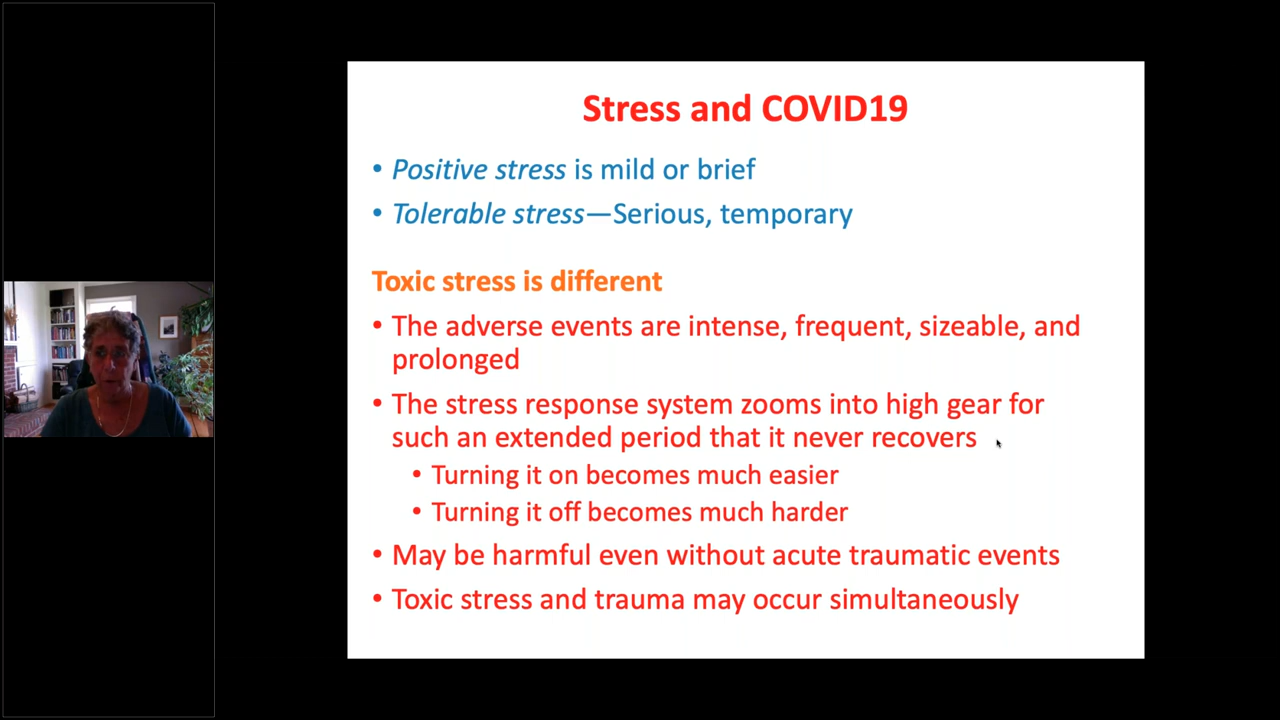 Stress and COVID19
• Positive stress is mild or brief
• Tolerable stress—Serious, temporary
Toxic stress is different
• The adverse events are intense, frequent, sizeable, and
prolonged
• The stress response system zooms into high gear for
such an extended period that it never recovers
• Turning it on becomes much easier
• Turning it off becomes much harder
• May be harmful even without acute traumatic events
• Toxic stress and trauma may occur simultaneously